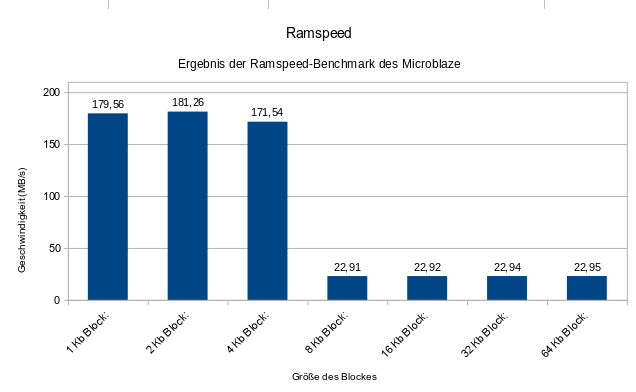 Ramspeed
Ergebnis der Ramspeed-Benchmark des Microblaze
Geschwindigkeit (MB/s)
200
150
100
50
0
179,56
181,26
171,54
22,91
22,92
22,94
22,95
1 Kb Block:
2 Kb Block:
4 Kb Block:
8 Kb Block:
16 Kb Block:
32 Kb Block:
64 Kb Block:
Größe des Blockes